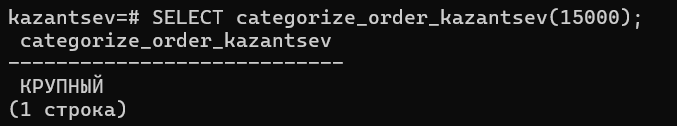 kazantsev=# SELECT categorize_order_kazantsev(15000);
categorize_order_kazantsev
----------------------------
КРУПНЫЙ
(1 строка)